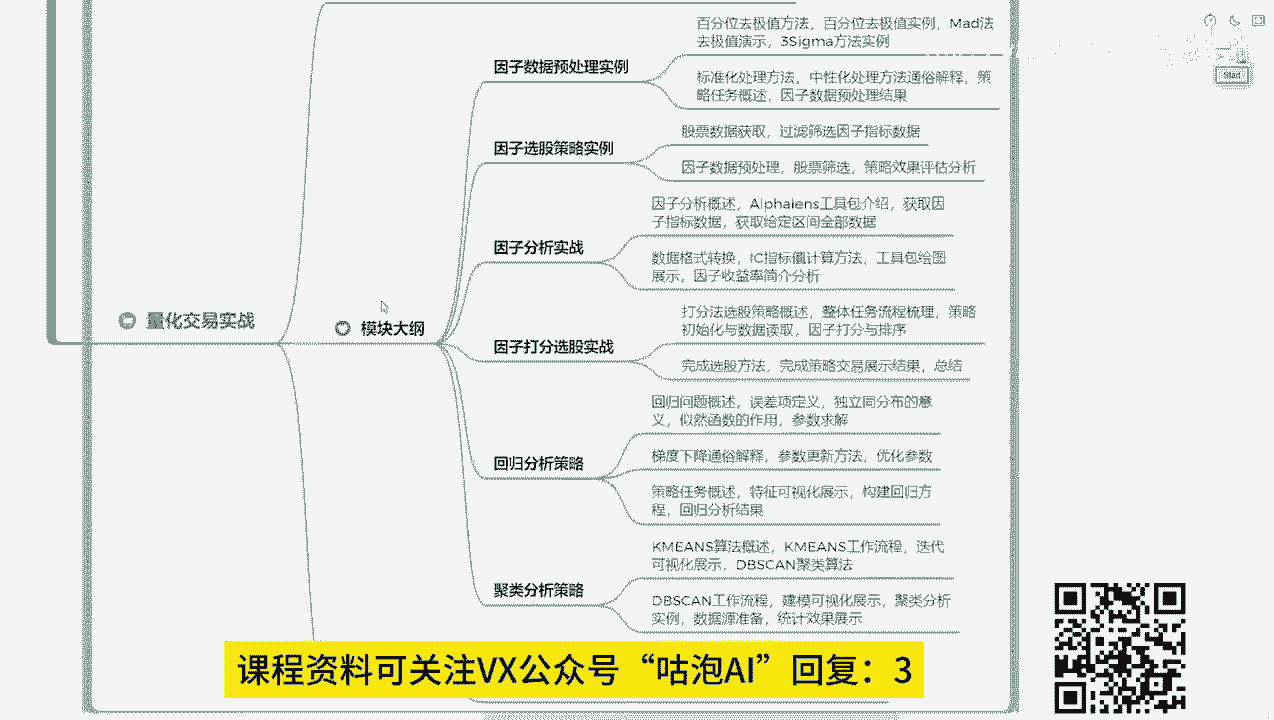 百分位去极值方法，百分位去极值实例，Mad法
去极值演示，3Sigma方法实例
因子数据预处理实例
标准化处理方法，中性化处理方法通俗解释，策
略任务概述，因子数据预处理结果
股票数据获取，过滤筛选因子指标数据
因子选股策略实例
因子数据预处理，股票筛选，策略效果评估分析
因子分析概述，Alphalens工具包介绍，获取因
子指标数据，获取给定区间全部数据
因子分析实战
数据格式转换，IC指标值计算方法，工具包绘图
展示，因子收益率简介分析
量化交易实战
模块大纲
打分法选股策略概述，整体任务流程梳理，策略
初始化与数据读取，因子打分与排序
因子打分选股实战
完成选股方法，完成策略交易展示结果，总结
回归问题概述，误差项定义，独立同分布的意
义，似然函数的作用，参数求解
回归分析策略
梯度下降通俗解释，参数更新方法，优化参数
策略任务概述，特征可视化展示，构建回归方
程，回归分析结果
KMEANS算法概述，KMEANS工作流程，迭代
可视化展示，DBSCAN聚类算法
聚类分析策略
DBSCAN工作流程，建模可视化展示，聚类分析
实例，数据源准备，统计效果展示
课程资料可关注VX公众号“咕泡AI”回复：3
Start